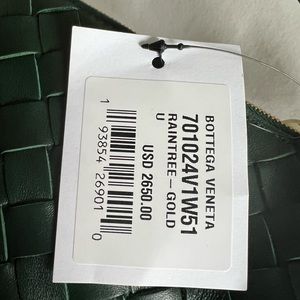 BOTTEGA VENETA
701024V1W51
RAINTREE-GOLD
U
USD 2650.00
1 93854 26901 0